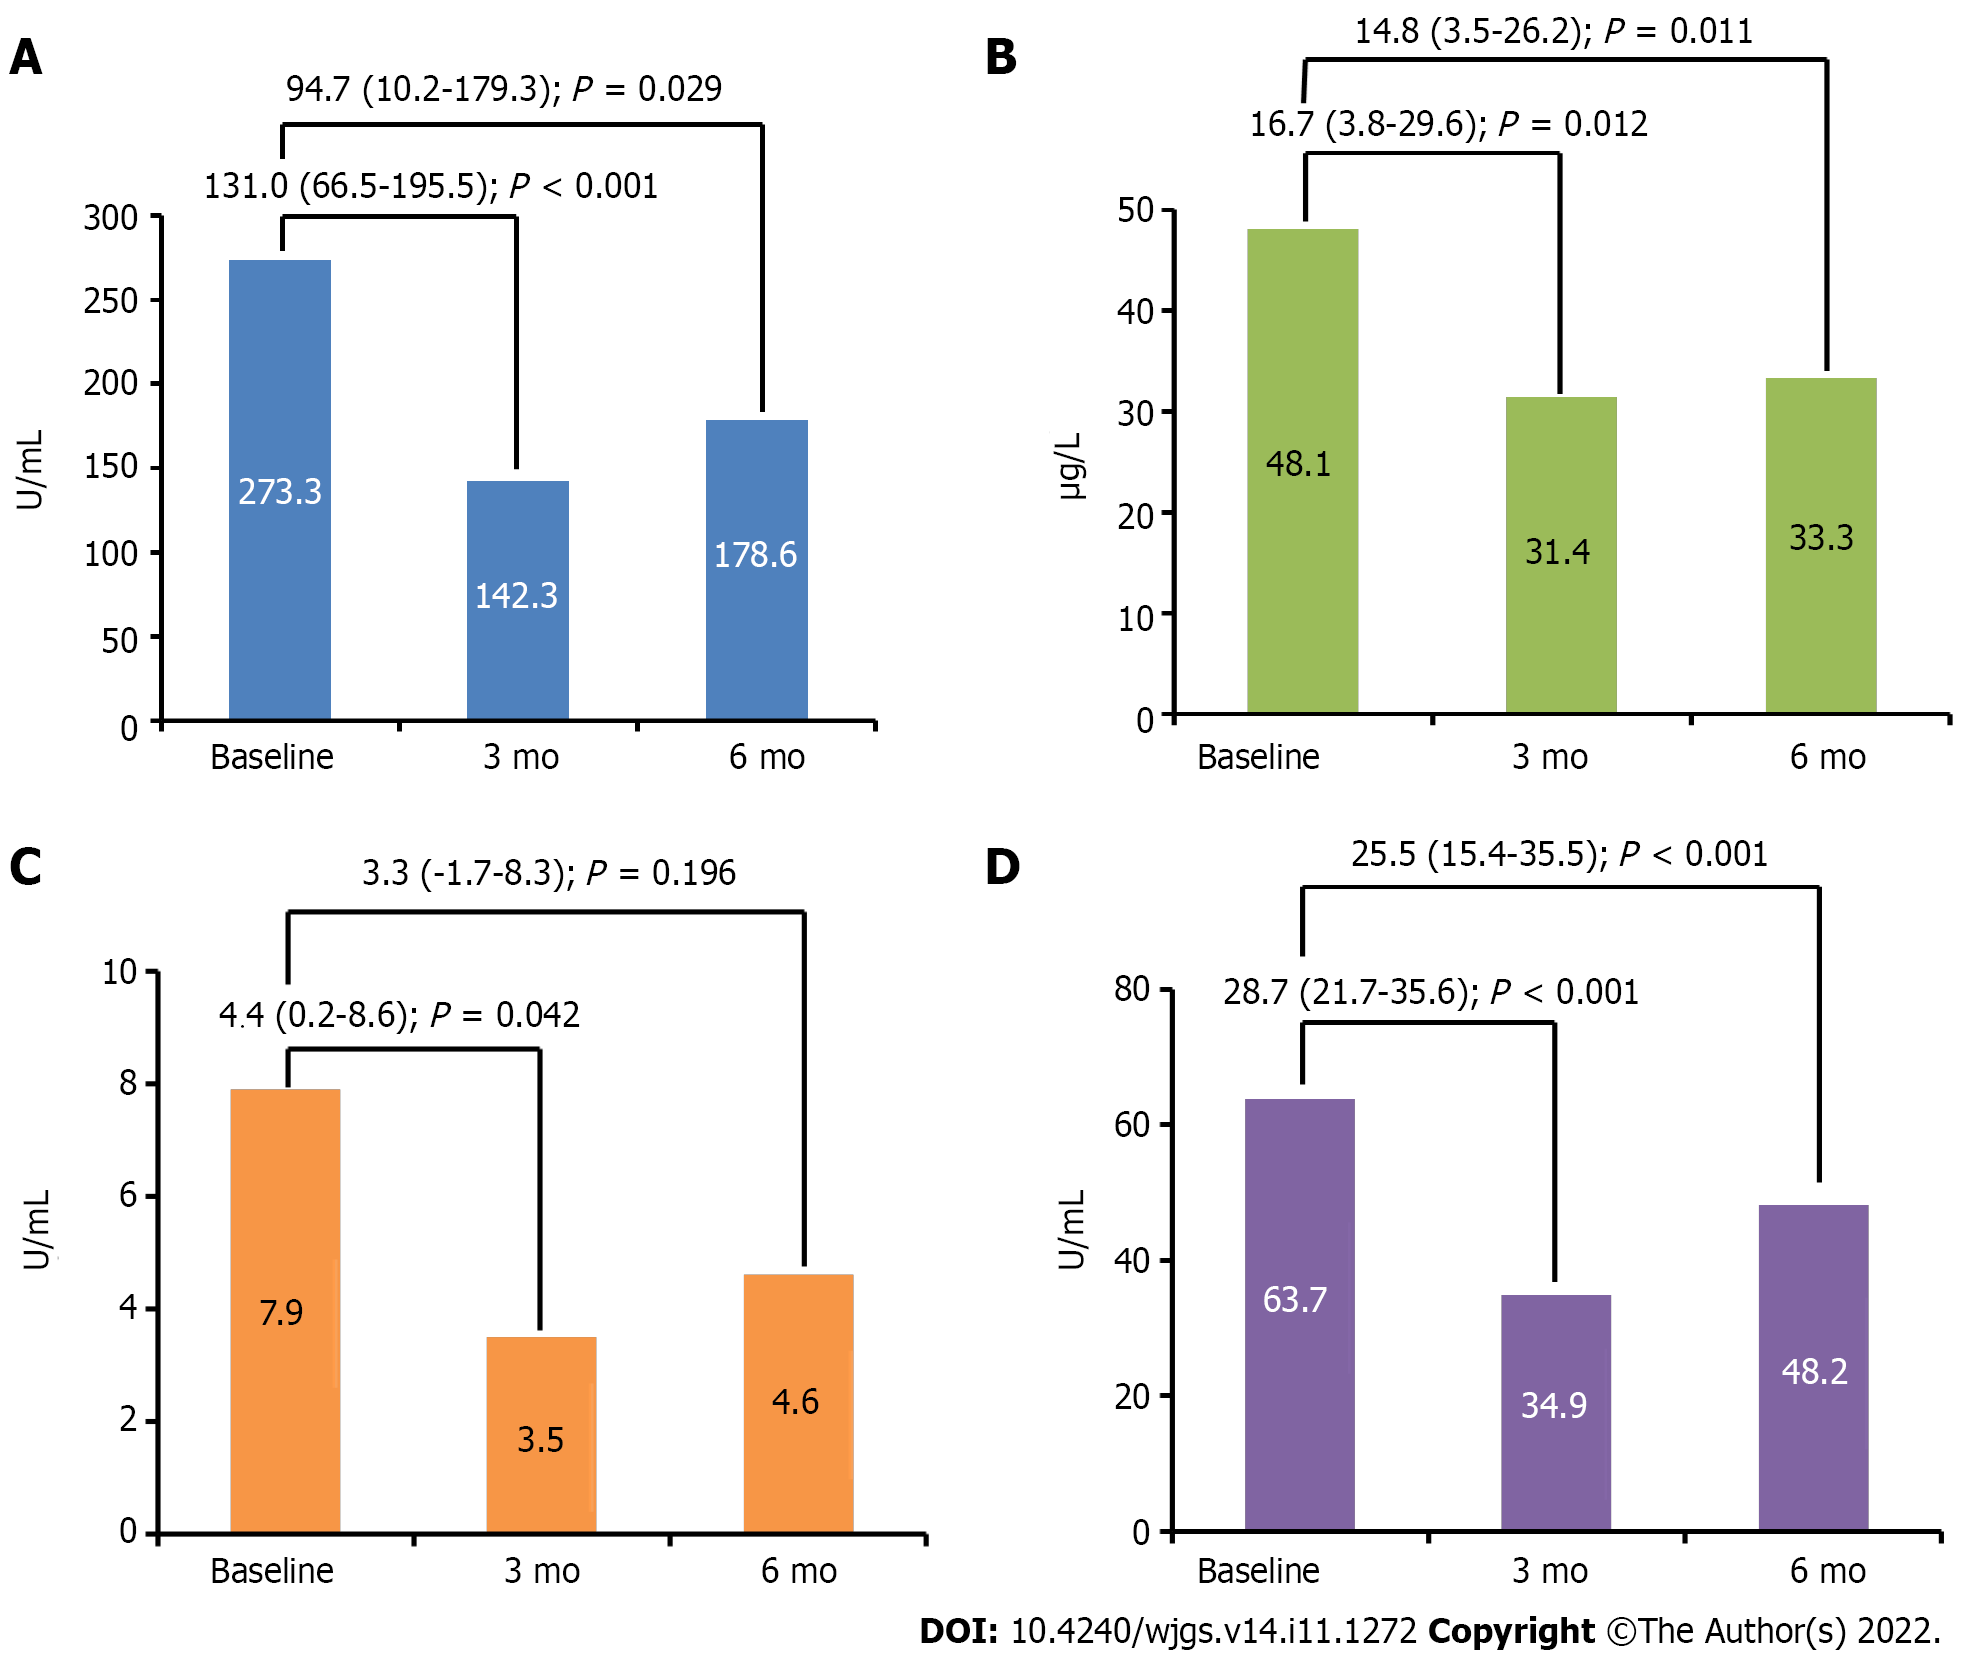 A
94.7 (10.2-179.3); P = 0.029
131.0 (66.5-195.5); P < 0.001
300
250
200
150
100
50
0
U/mL
273.3
142.3
178.6
Baseline
3 mo
6 mo
B
14.8 (3.5-26.2); P = 0.011
16.7 (3.8-29.6); P = 0.012
50
40
30
20
10
0
µg/L
48.1
31.4
33.3
Baseline
3 mo
6 mo
C
3.3 (-1.7-8.3); P = 0.196
4.4 (0.2-8.6); P = 0.042
10
8
6
4
2
0
U/mL
7.9
3.5
4.6
Baseline
3 mo
6 mo
D
25.5 (15.4-35.5); P < 0.001
28.7 (21.7-35.6); P < 0.001
80
60
40
20
0
U/mL
63.7
34.9
48.2
Baseline
3 mo
6 mo
DOI: 10.4240/wjgs.v14.i11.1272 Copyright ©The Author(s) 2022.